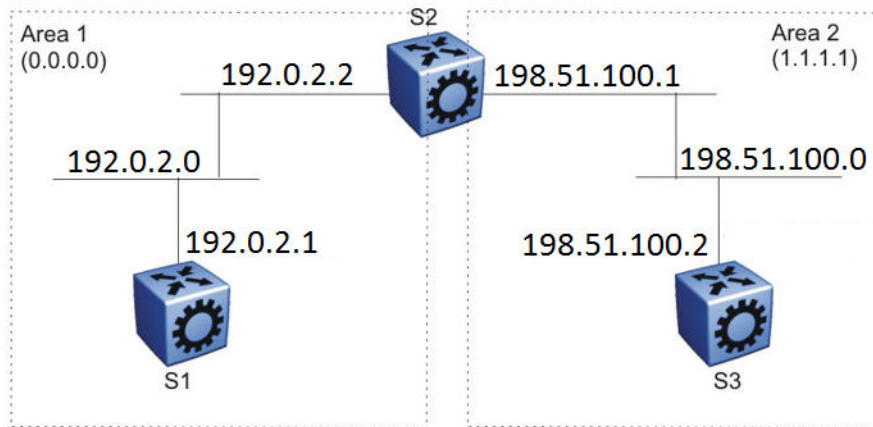 S2
Area 1
(0.0.0.0)
Area 2
(1.1.1.1)
192.0.2.2
198.51.100.1
192.0.2.0
198.51.100.0
192.0.2.1
198.51.100.2
S1
S3